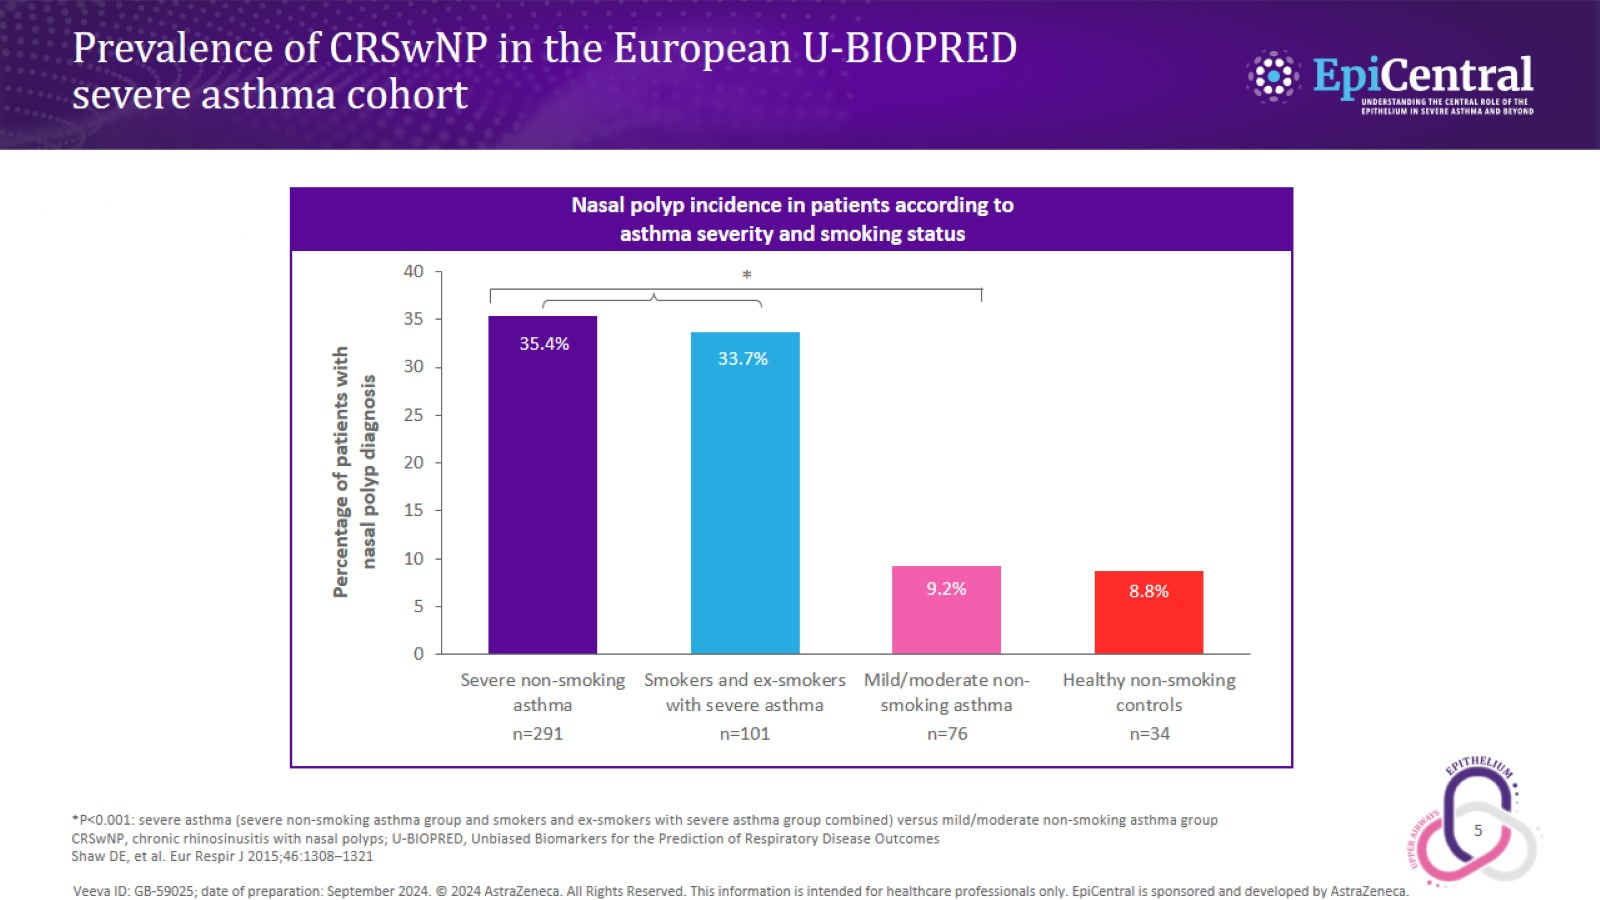 Prevalence of CRSwNP in the European U-BIOPRED
severe asthma cohort
EpiCentral
UNDERSTANDING THE CENTRAL ROLE OF THE
EPITHELIUM IN SEVERE ASTHMA AND BEYOND
Nasal polyp incidence in patients according to
asthma severity and smoking status
Percentage of patients with
nasal polyp diagnosis
40
35
30
25
20
15
10
5
0
*
35.4%
33.7%
9.2%
8.8%
Severe non-smoking
asthma
n=291
Smokers and ex-smokers
with severe asthma
n=101
Mild/moderate non-
smoking asthma
n=76
Healthy non-smoking
controls
n=34
*P<0.001: severe asthma (severe non-smoking asthma group and smokers and ex-smokers with severe asthma group combined) versus mild/moderate non-smoking asthma group
CRSwNP, chronic rhinosinusitis with nasal polyps; U-BIOPRED, Unbiased Biomarkers for the Prediction of Respiratory Disease Outcomes
Shaw DE, et al. Eur Respir J 2015;46:1308–1321
Veeva ID: GB-59025; date of preparation: September 2024. © 2024 AstraZeneca. All Rights Reserved. This information is intended for healthcare professionals only. EpiCentral is sponsored and developed by AstraZeneca.
EPITHELIUM
UPPER AIRWAYS
5